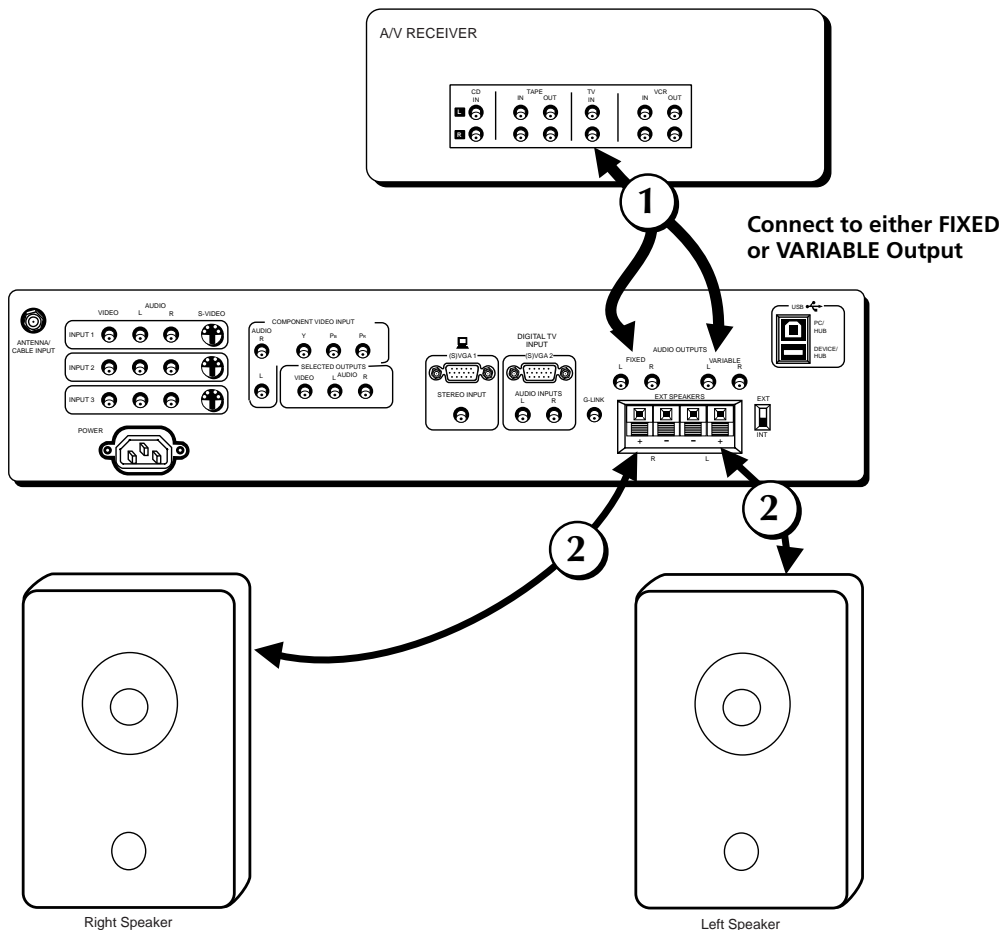 A/V RECEIVER
CD
IN
TAPE
IN OUT
TV
IN
VCR
IN OUT
L
R
1
Connect to either FIXED
or VARIABLE Output
ANTENNA/
CABLE INPUT
VIDEO
AUDIO
L R
S-VIDEO
INPUT 1
INPUT 2
INPUT 3
POWER
COMPONENT VIDEO INPUT
AUDIO
R
Y
L
SELECTED OUTPUTS
VIDEO L AUDIO R
(S)VGA 1
STEREO INPUT
DIGITAL TV
INPUT
(S)VGA 2
AUDIO INPUTS
L R
G-LINK
AUDIO OUTPUTS
FIXED
L R
VARIABLE
L R
EXT SPEAKERS
+ – – +
R L
EXT
INT
USB
PC/
HUB
DEVICE/
HUB
2
2
Right Speaker
Left Speaker